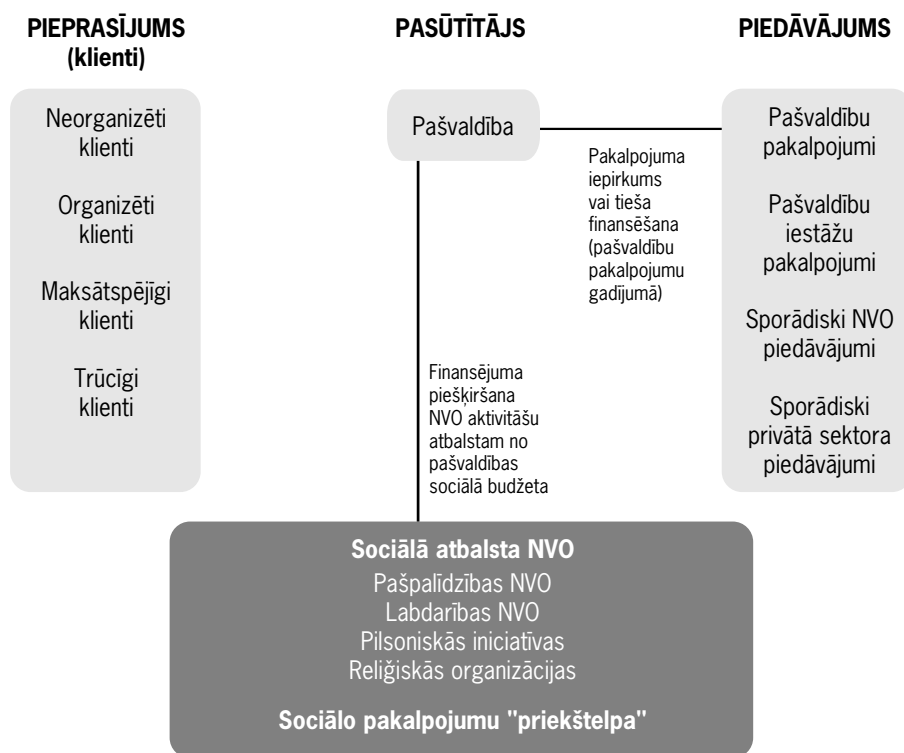 PIEPRASĪJUMS
(klienti)
PASŪTĪTĀJS
PIEDĀVĀJUMS
Neorganizēti
klienti
Organizēti
klienti
Maksātspējīgi
klienti
Trūcīgi
klienti
Pašvaldība
Pakalpojuma
iepirkums
vai tieša
finansēšana
(pašvaldību
pakalpojumu
gadījumā)
Pašvaldību
pakalpojumi
Pašvaldību
iestāžu
pakalpojumi
Sporādiski NVO
piedāvājumi
Sporādiski
privātā sektora
piedāvājumi
Finansējuma
piešķiršana
NVO aktivitāšu
atbalstam no
pašvaldības
sociālā budžeta
Sociālā atbalsta NVO
Pašpalīdzības NVO
Labdarības NVO
Pilsoniskās iniciatīvas
Reliģiskās organizācijas
Sociālo pakalpojumu "priekštelpa"